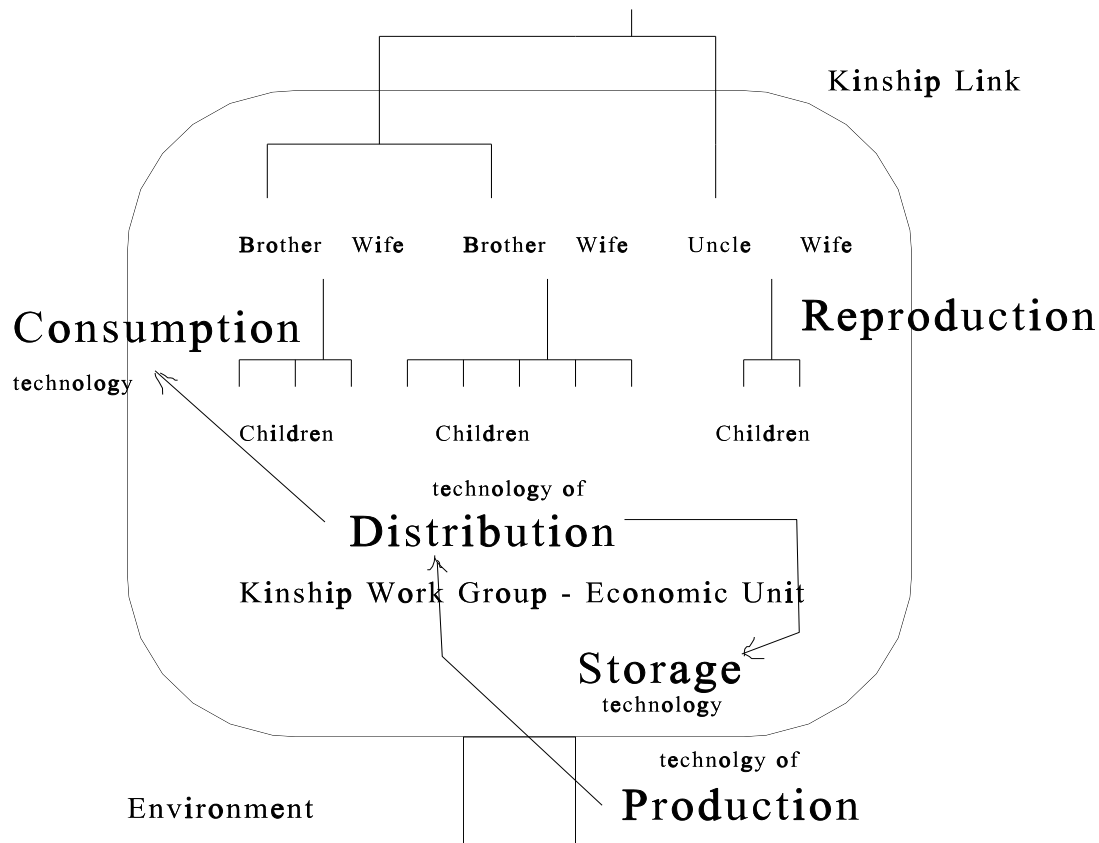 Kinship Link
Brother Wife Brother Wife Uncle Wife
Consumption
Reproduction
technology
Children Children Children
technology of
Distribution
Kinship Work Group - Economic Unit
Storage
technology
technolgy of
Environment
Production